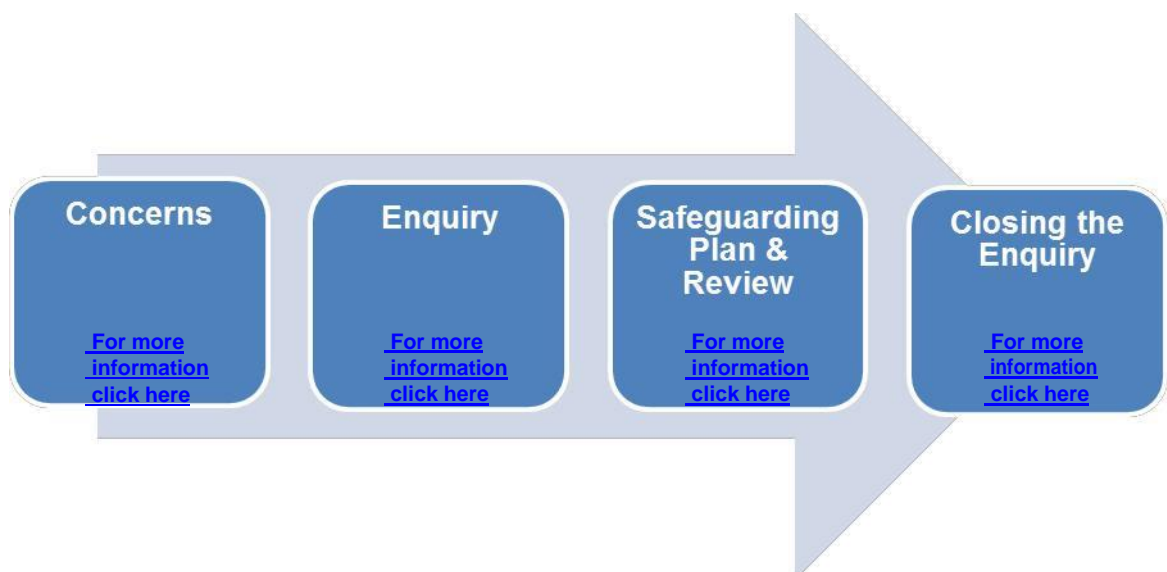 Concerns
For more
information
click here
Enquiry
For more
information
click here
Safeguarding
Plan &
Review
For more
information
click here
Closing the
Enquiry
For more
information
click here